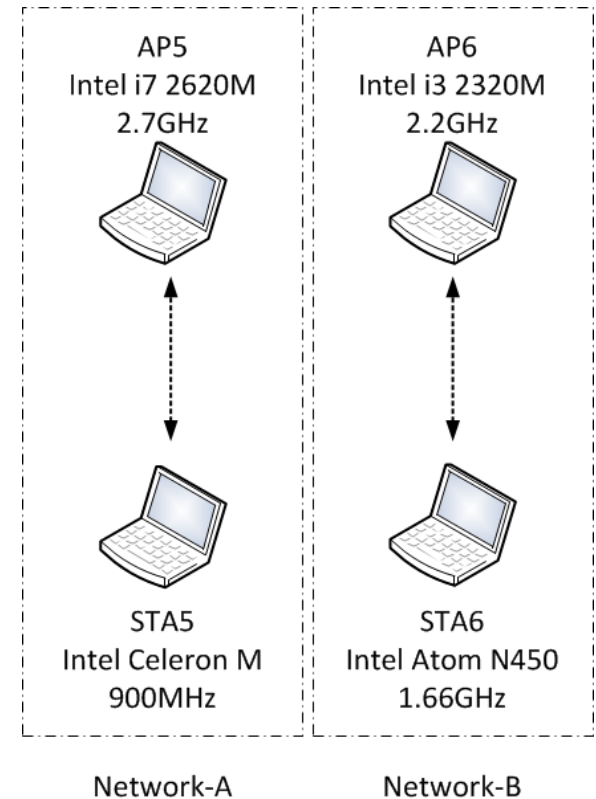 AP5
Intel i7 2620M
2.7GHz
AP6
Intel i3 2320M
2.2GHz
STA5
Intel Celeron M
900MHz
STA6
Intel Atom N450
1.66GHz
Network-A
Network-B